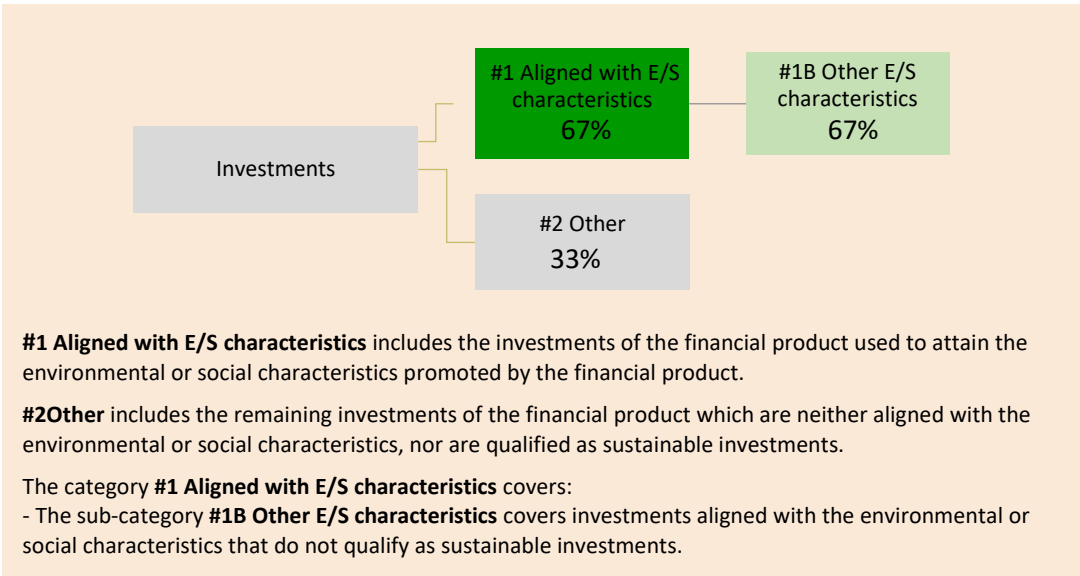 #1 Aligned with E/S
characteristics
67%
#1B Other E/S
characteristics
67%
Investments
#2 Other
33%
#1 Aligned with E/S characteristics includes the investments of the financial product used to attain the
environmental or social characteristics promoted by the financial product.
#2Other includes the remaining investments of the financial product which are neither aligned with the
environmental or social characteristics, nor are qualified as sustainable investments.
The category #1 Aligned with E/S characteristics covers:
- The sub-category #1B Other E/S characteristics covers investments aligned with the environmental or
social characteristics that do not qualify as sustainable investments.